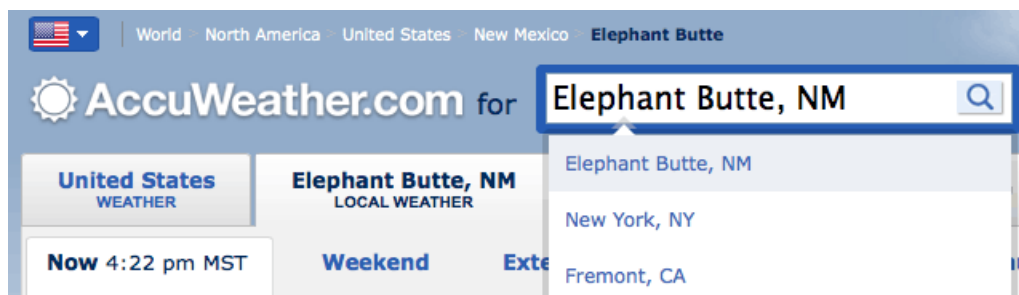 World > North America > United States > New Mexico > Elephant Butte
AccuWeather.com for Elephant Butte, NM
United States
WEATHER
Elephant Butte, NM
LOCAL WEATHER
Elephant Butte, NM
New York, NY
Fremont, CA
Now 4:22 pm MST
Weekend